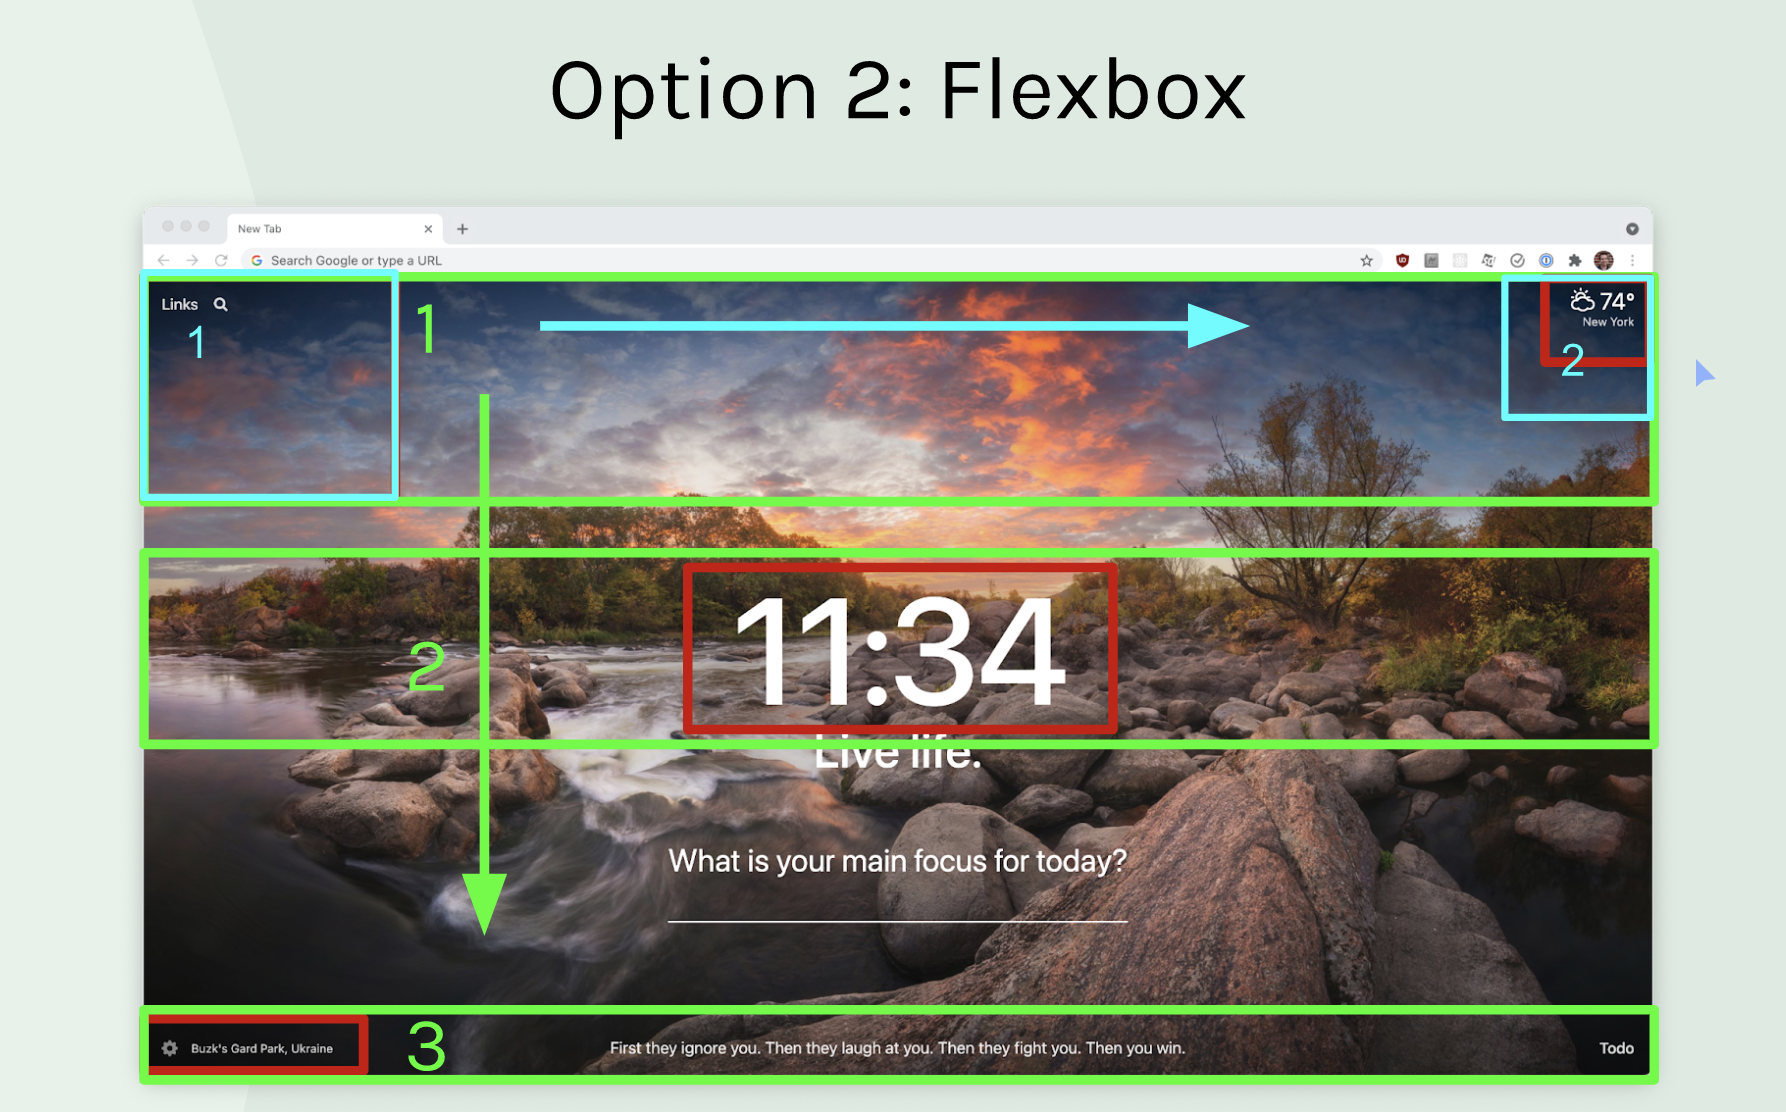 Option 2: Flexbox
New Tab
Search Google or type a URL
Links
1
1
74°
New York
2
2
11:34
Live life.
What is your main focus for today?
Buzk's Gard Park, Ukraine
3
First they ignore you. Then they laugh at you. Then they fight you. Then you win.
Todo